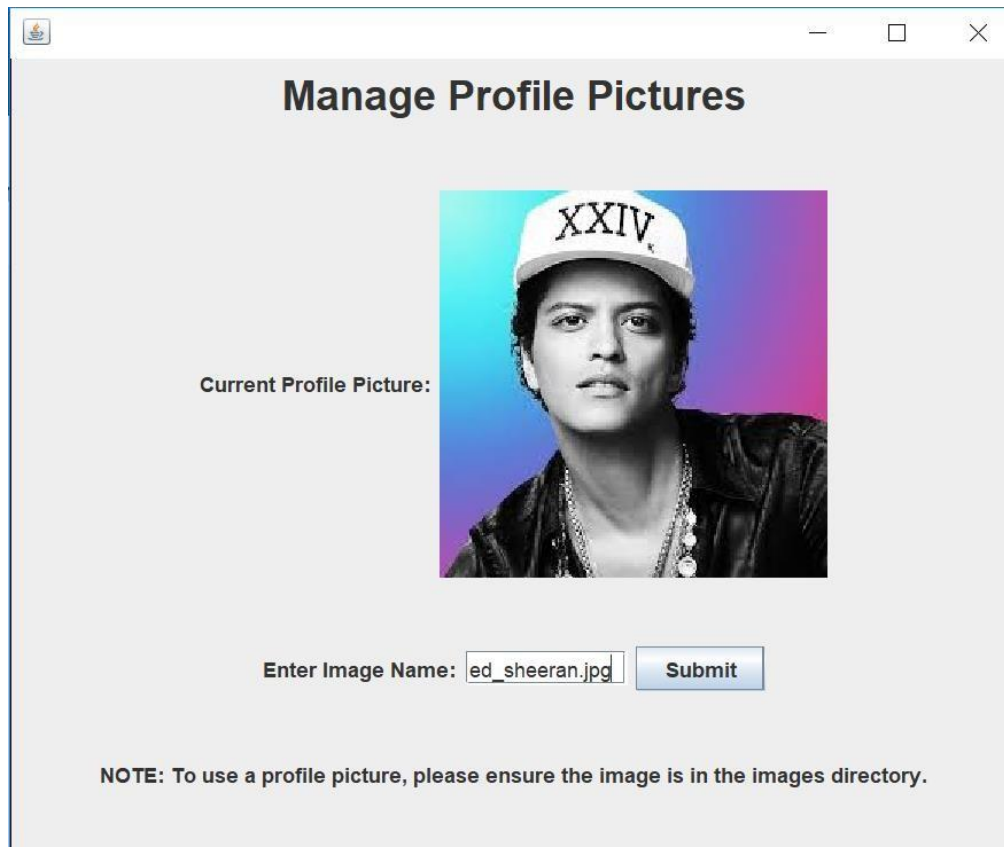 Manage Profile Pictures
XXIV
Current Profile Picture:
Enter Image Name: ed_sheeran.jpg Submit
NOTE: To use a profile picture, please ensure the image is in the images directory.